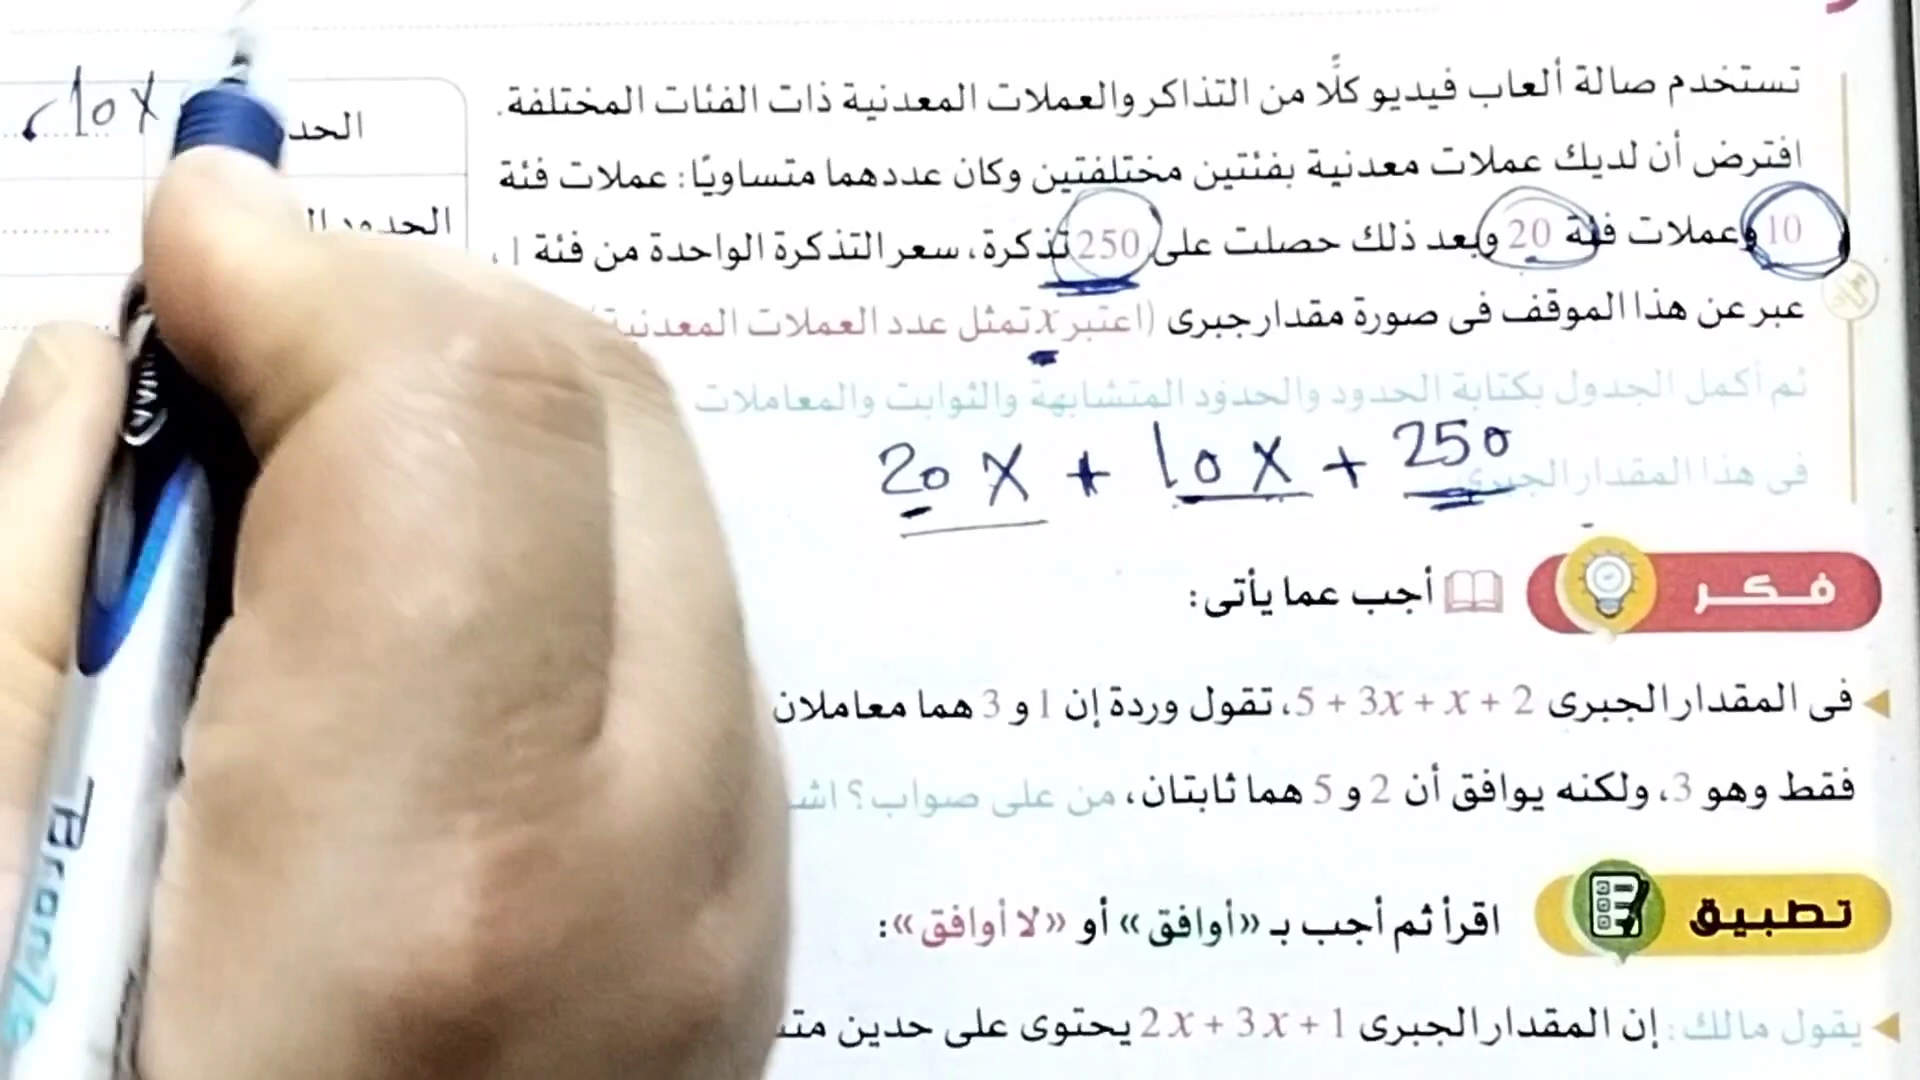 تستخدم صالة ألعاب فيديو كلًّا من التذاكر والعملات المعدنية ذات الفئات المختلفة.
افترض أن لديك عملات معدنية بفئتين مختلفتين وكان عددهما متساويًا: عملات فئة
10 وعملات فئة 20 وبعد ذلك حصلت على 250 تذكرة، سعر التذكرة الواحدة من فئة 1،
عبر عن هذا الموقف فى صورة مقدار جبرى (اعتبر x تمثل عدد العملات المعدنية)
ثم أكمل الجدول بكتابة الحدود والحدود المتشابهة والثوابت والمعاملات
فى هذا المقدار الجبرى
20 X + 10 X + 250
10 X
الحد
الحدود
فكر
أجب عما يأتى:
فى المقدار الجبرى 5 + 3x + x + 2، تقول وردة إن 1 و 3 هما معاملان
فقط وهو 3، ولكنه يوافق أن 2 و 5 هما ثابتان، من على صواب؟
تطبيق
اقرأ ثم أجب بـ «أوافق» أو «لا أوافق»:
يقول مالك: إن المقدار الجبرى 2x + 3x + 1 يحتوى على حدين
Bravo